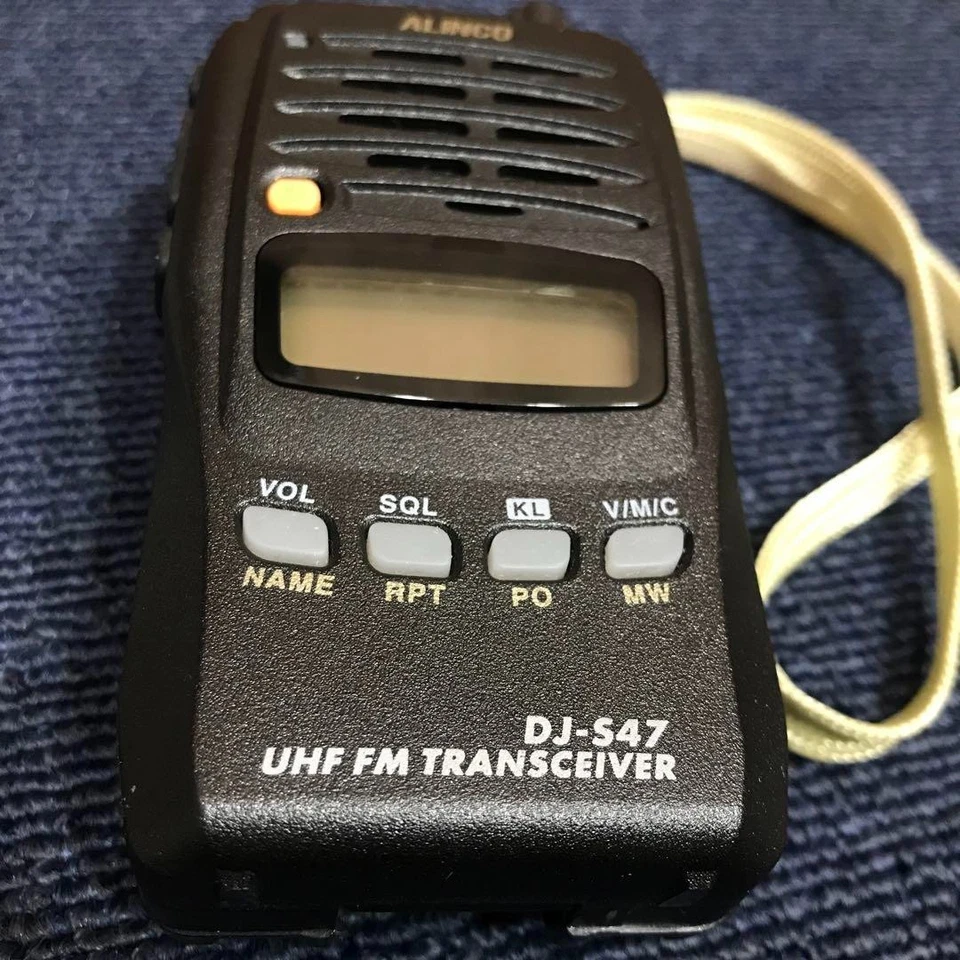 ALINCO
VOL SQL KL V/M/C
NAME RPT PO MW
DJ-S47
UHF FM TRANSCEIVER